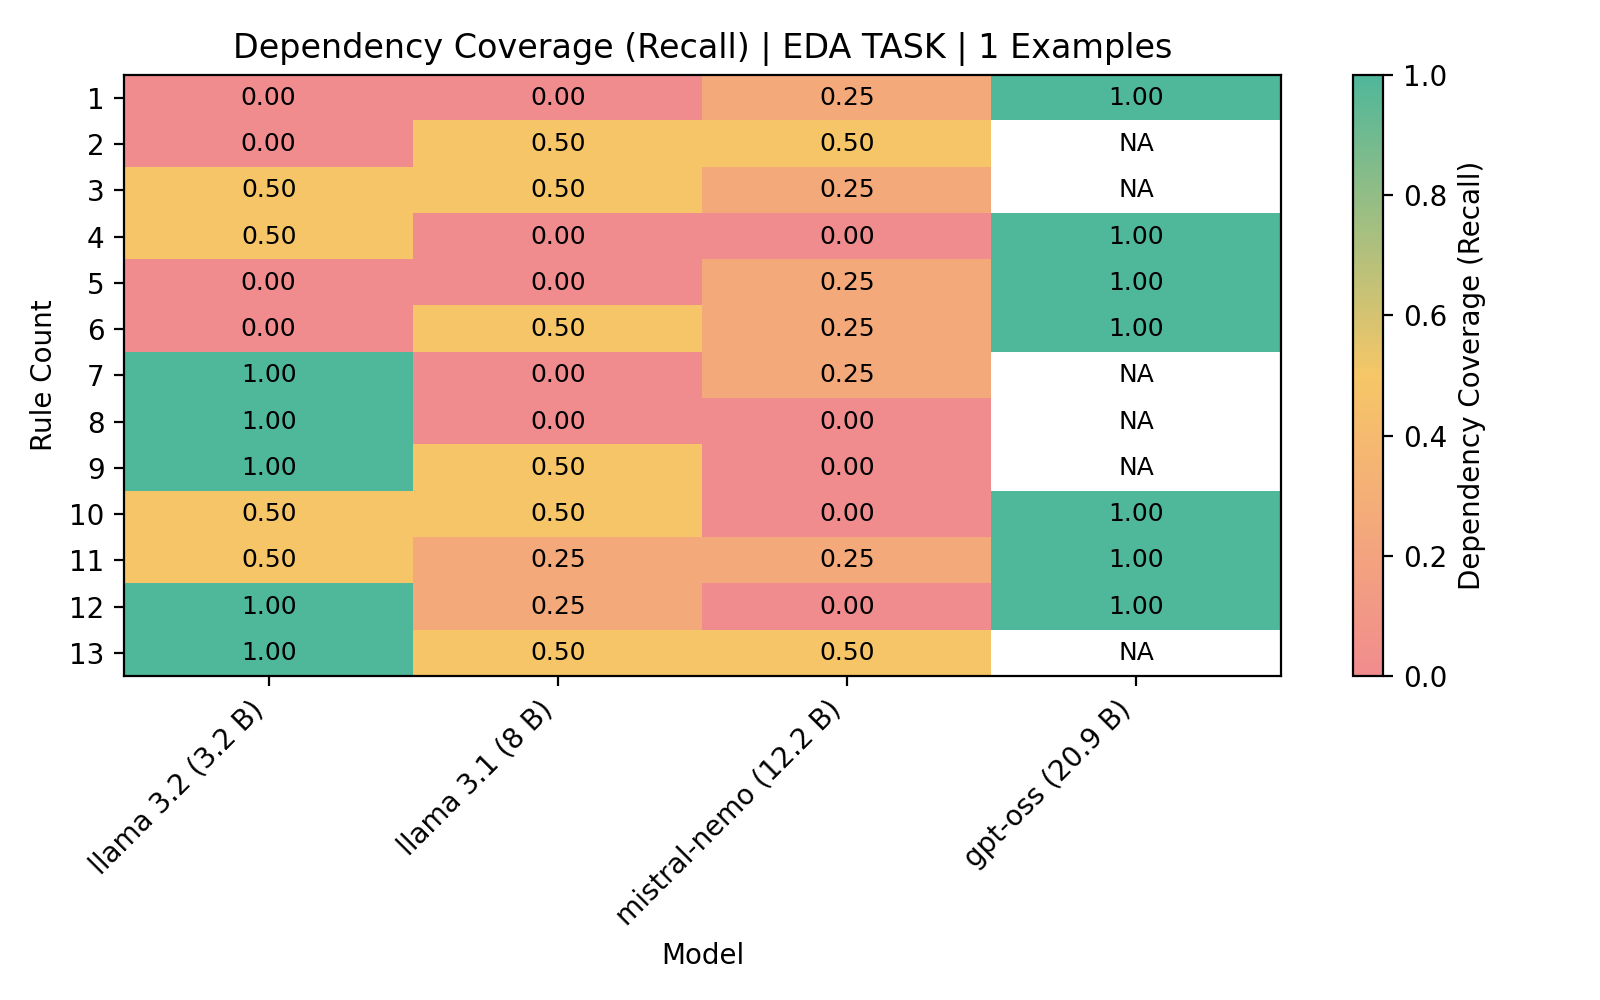 Dependency Coverage (Recall) | EDA TASK | 1 Examples
Rule Count
1 0.00 0.00 0.25 1.00
2 0.00 0.50 0.50 NA
3 0.50 0.50 0.25 NA
4 0.50 0.00 0.00 1.00
5 0.00 0.00 0.25 1.00
6 0.00 0.50 0.25 1.00
7 1.00 0.00 0.25 NA
8 1.00 0.00 0.00 NA
9 1.00 0.50 0.00 NA
10 0.50 0.50 0.00 1.00
11 0.50 0.25 0.25 1.00
12 1.00 0.25 0.00 1.00
13 1.00 0.50 0.50 NA
llama 3.2 (3.2 B)
llama 3.1 (8 B)
mistral-nemo (12.2 B)
gpt-oss (20.9 B)
Model
1.0
0.8
0.6
0.4
0.2
0.0
Dependency Coverage (Recall)